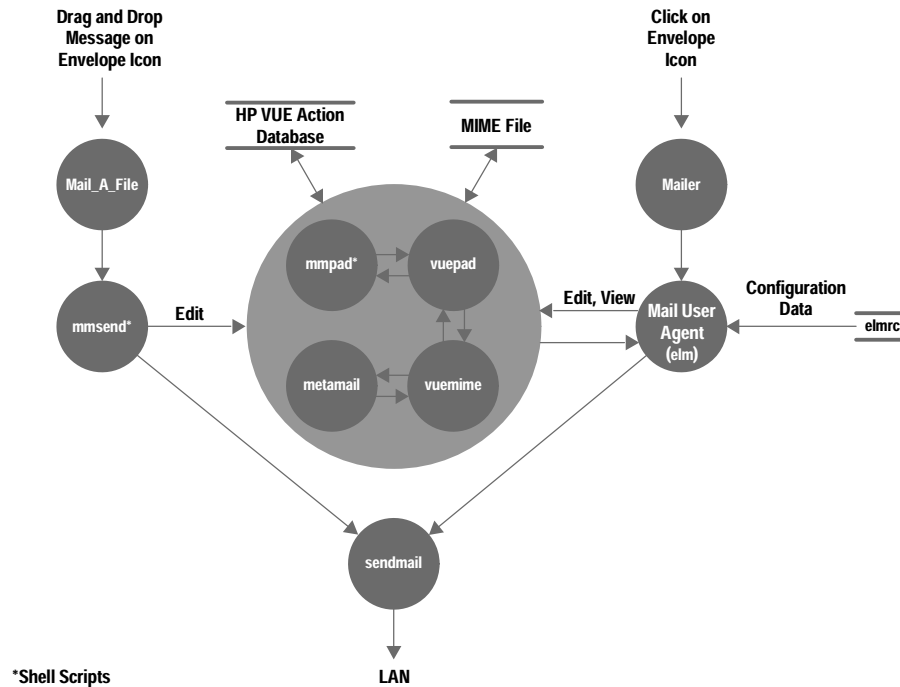 Drag and Drop
Message on
Envelope Icon
Click on
Envelope
Icon
HP VUE Action
Database
MIME File
Mail_A_File
Mailer
mmpad*
vuepad
mmsend*
Edit
Edit, View
Mail User
Agent
(elm)
Configuration
Data
elmrc
metamail
vuemime
sendmail
*Shell Scripts
LAN